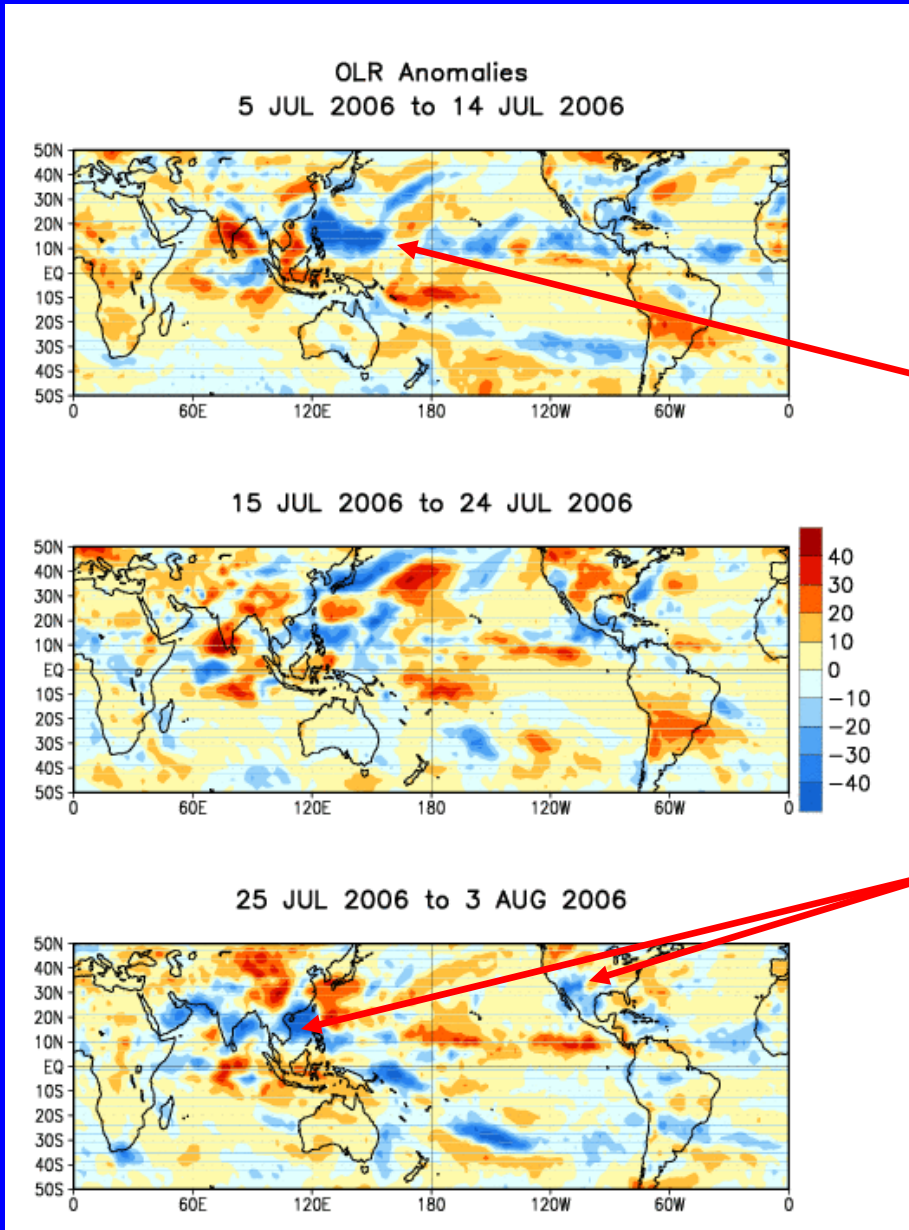 OLR Anomalies
5 JUL 2006 to 14 JUL 2006
50N
40N
30N
20N
10N
EQ
10S
20S
30S
40S
50S
0 60E 120E 180 120W 60W 0
15 JUL 2006 to 24 JUL 2006
50N
40N
30N
20N
10N
EQ
10S
20S
30S
40S
50S
0 60E 120E 180 120W 60W 0
40
30
20
10
0
−10
−20
−30
−40
25 JUL 2006 to 3 AUG 2006
50N
40N
30N
20N
10N
EQ
10S
20S
30S
40S
50S
0 60E 120E 180 120W 60W 0